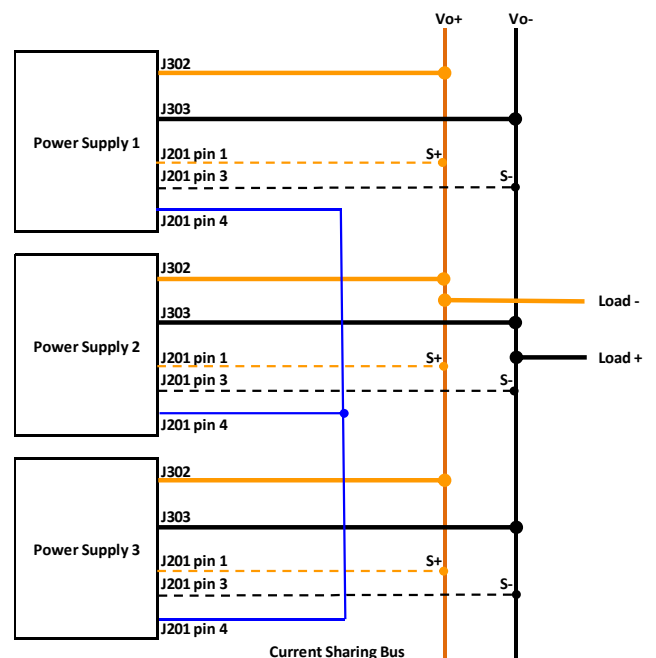 Vo+ Vo-
J302
J303
Power Supply 1
J201 pin 1 S+
J201 pin 3 S-
J201 pin 4
J302
Load -
J303
Power Supply 2
Load +
J201 pin 1 S+
J201 pin 3 S-
J201 pin 4
J302
J303
Power Supply 3
J201 pin 1 S+
J201 pin 3 S-
J201 pin 4
Current Sharing Bus